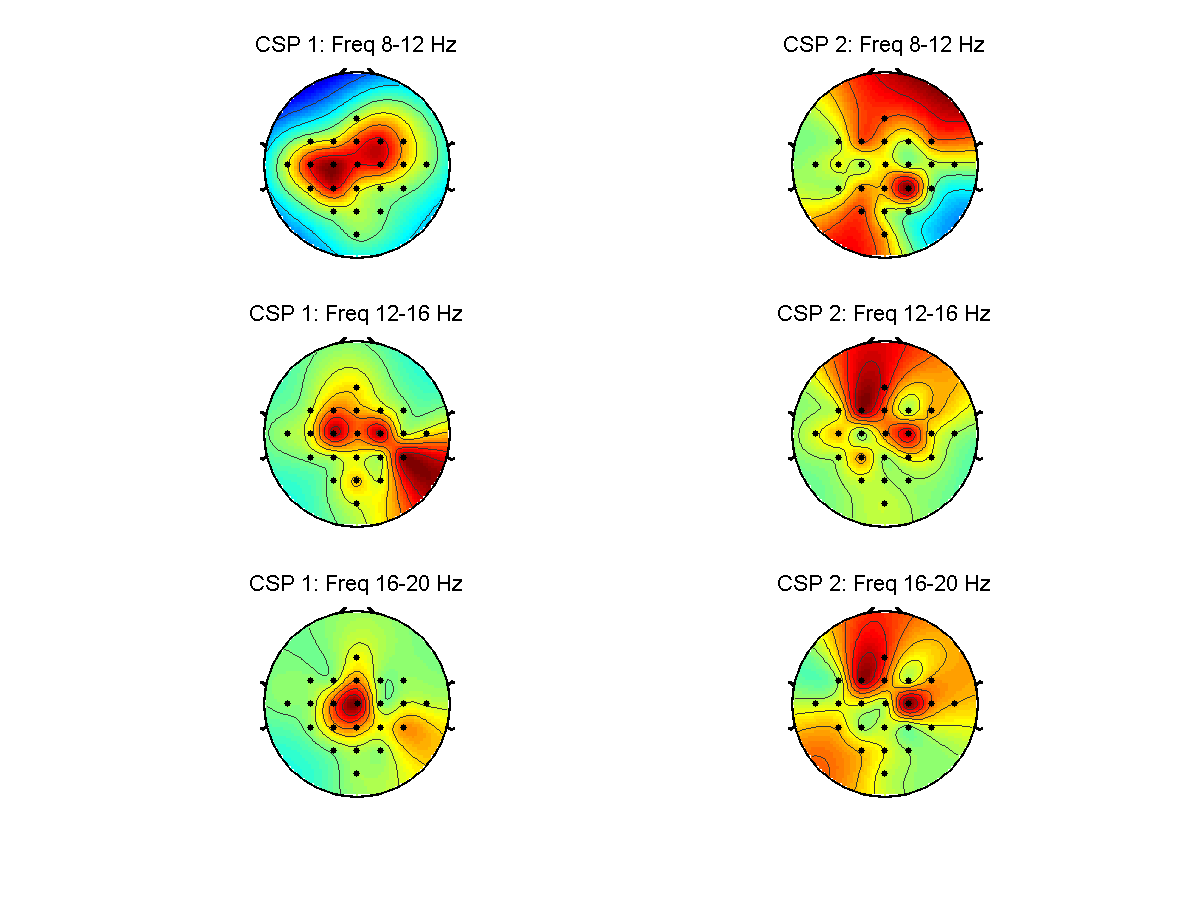 CSP 1: Freq 8-12 Hz
CSP 2: Freq 8-12 Hz
CSP 1: Freq 12-16 Hz
CSP 2: Freq 12-16 Hz
CSP 1: Freq 16-20 Hz
CSP 2: Freq 16-20 Hz